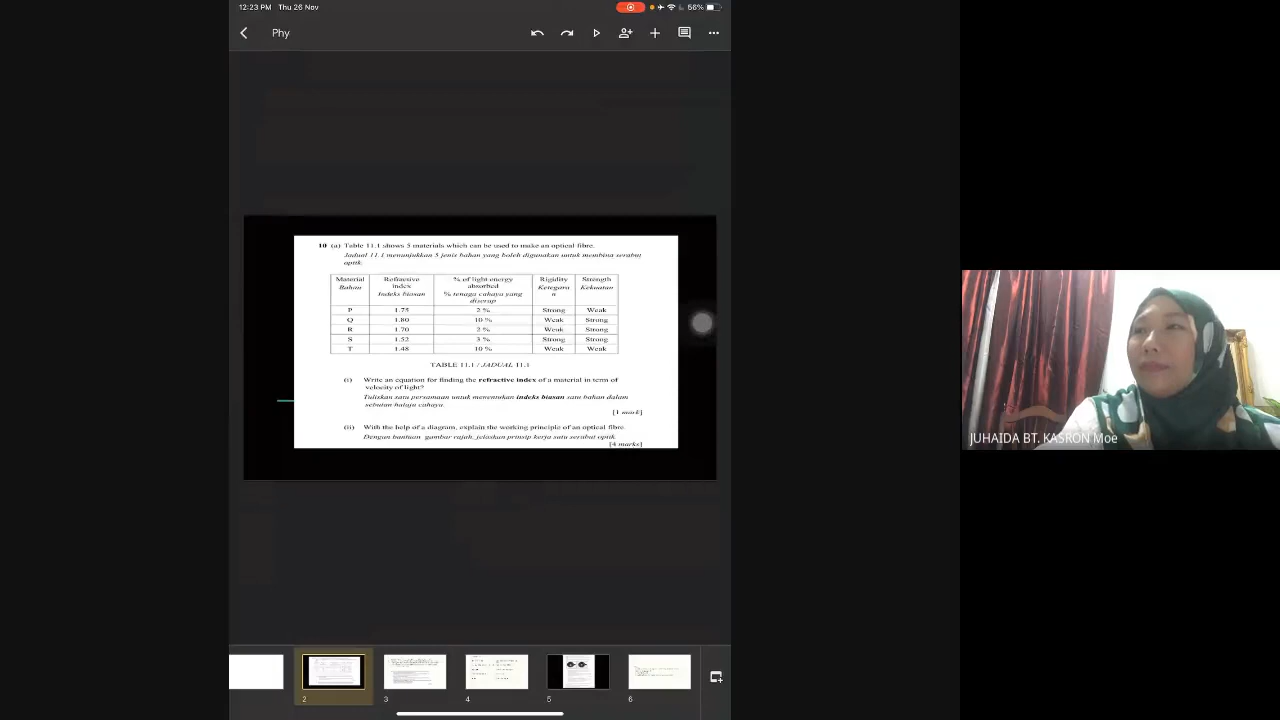 12:23 PM Thu 26 Nov
56%
Phy
10 (a) Table 11.1 shows 5 materials which can be used to make an optical fibre.
Jadual 11.1 menunjukkan 5 jenis bahan yang boleh digunakan untuk membina serabut
optik.
Material Refractive % of light energy Rigidity Strength
Bahan index absorbed Ketegara Kekuatan
Indeks biasan % tenaga cahaya yang n
diserap
P 1.75 2 % Strong Weak
Q 1.80 10 % Weak Strong
R 1.70 2 % Weak Strong
S 1.52 3 % Strong Strong
T 1.48 10 % Weak Weak
TABLE 11.1 / JADUAL 11.1
(i) Write an equation for finding the refractive index of a material in term of
velocity of light?
Tuliskan satu persamaan untuk menentukan indeks biasan satu bahan dalam
sebutan halaju cahaya.
[1 mark]
(ii) With the help of a diagram, explain the working principle of an optical fibre.
Dengan bantuan gambar rajah, jelaskan prinsip kerja satu serabut optik.
[4 marks]
JUHAIDA BT. KASRON Moe
2
3
4
5
6